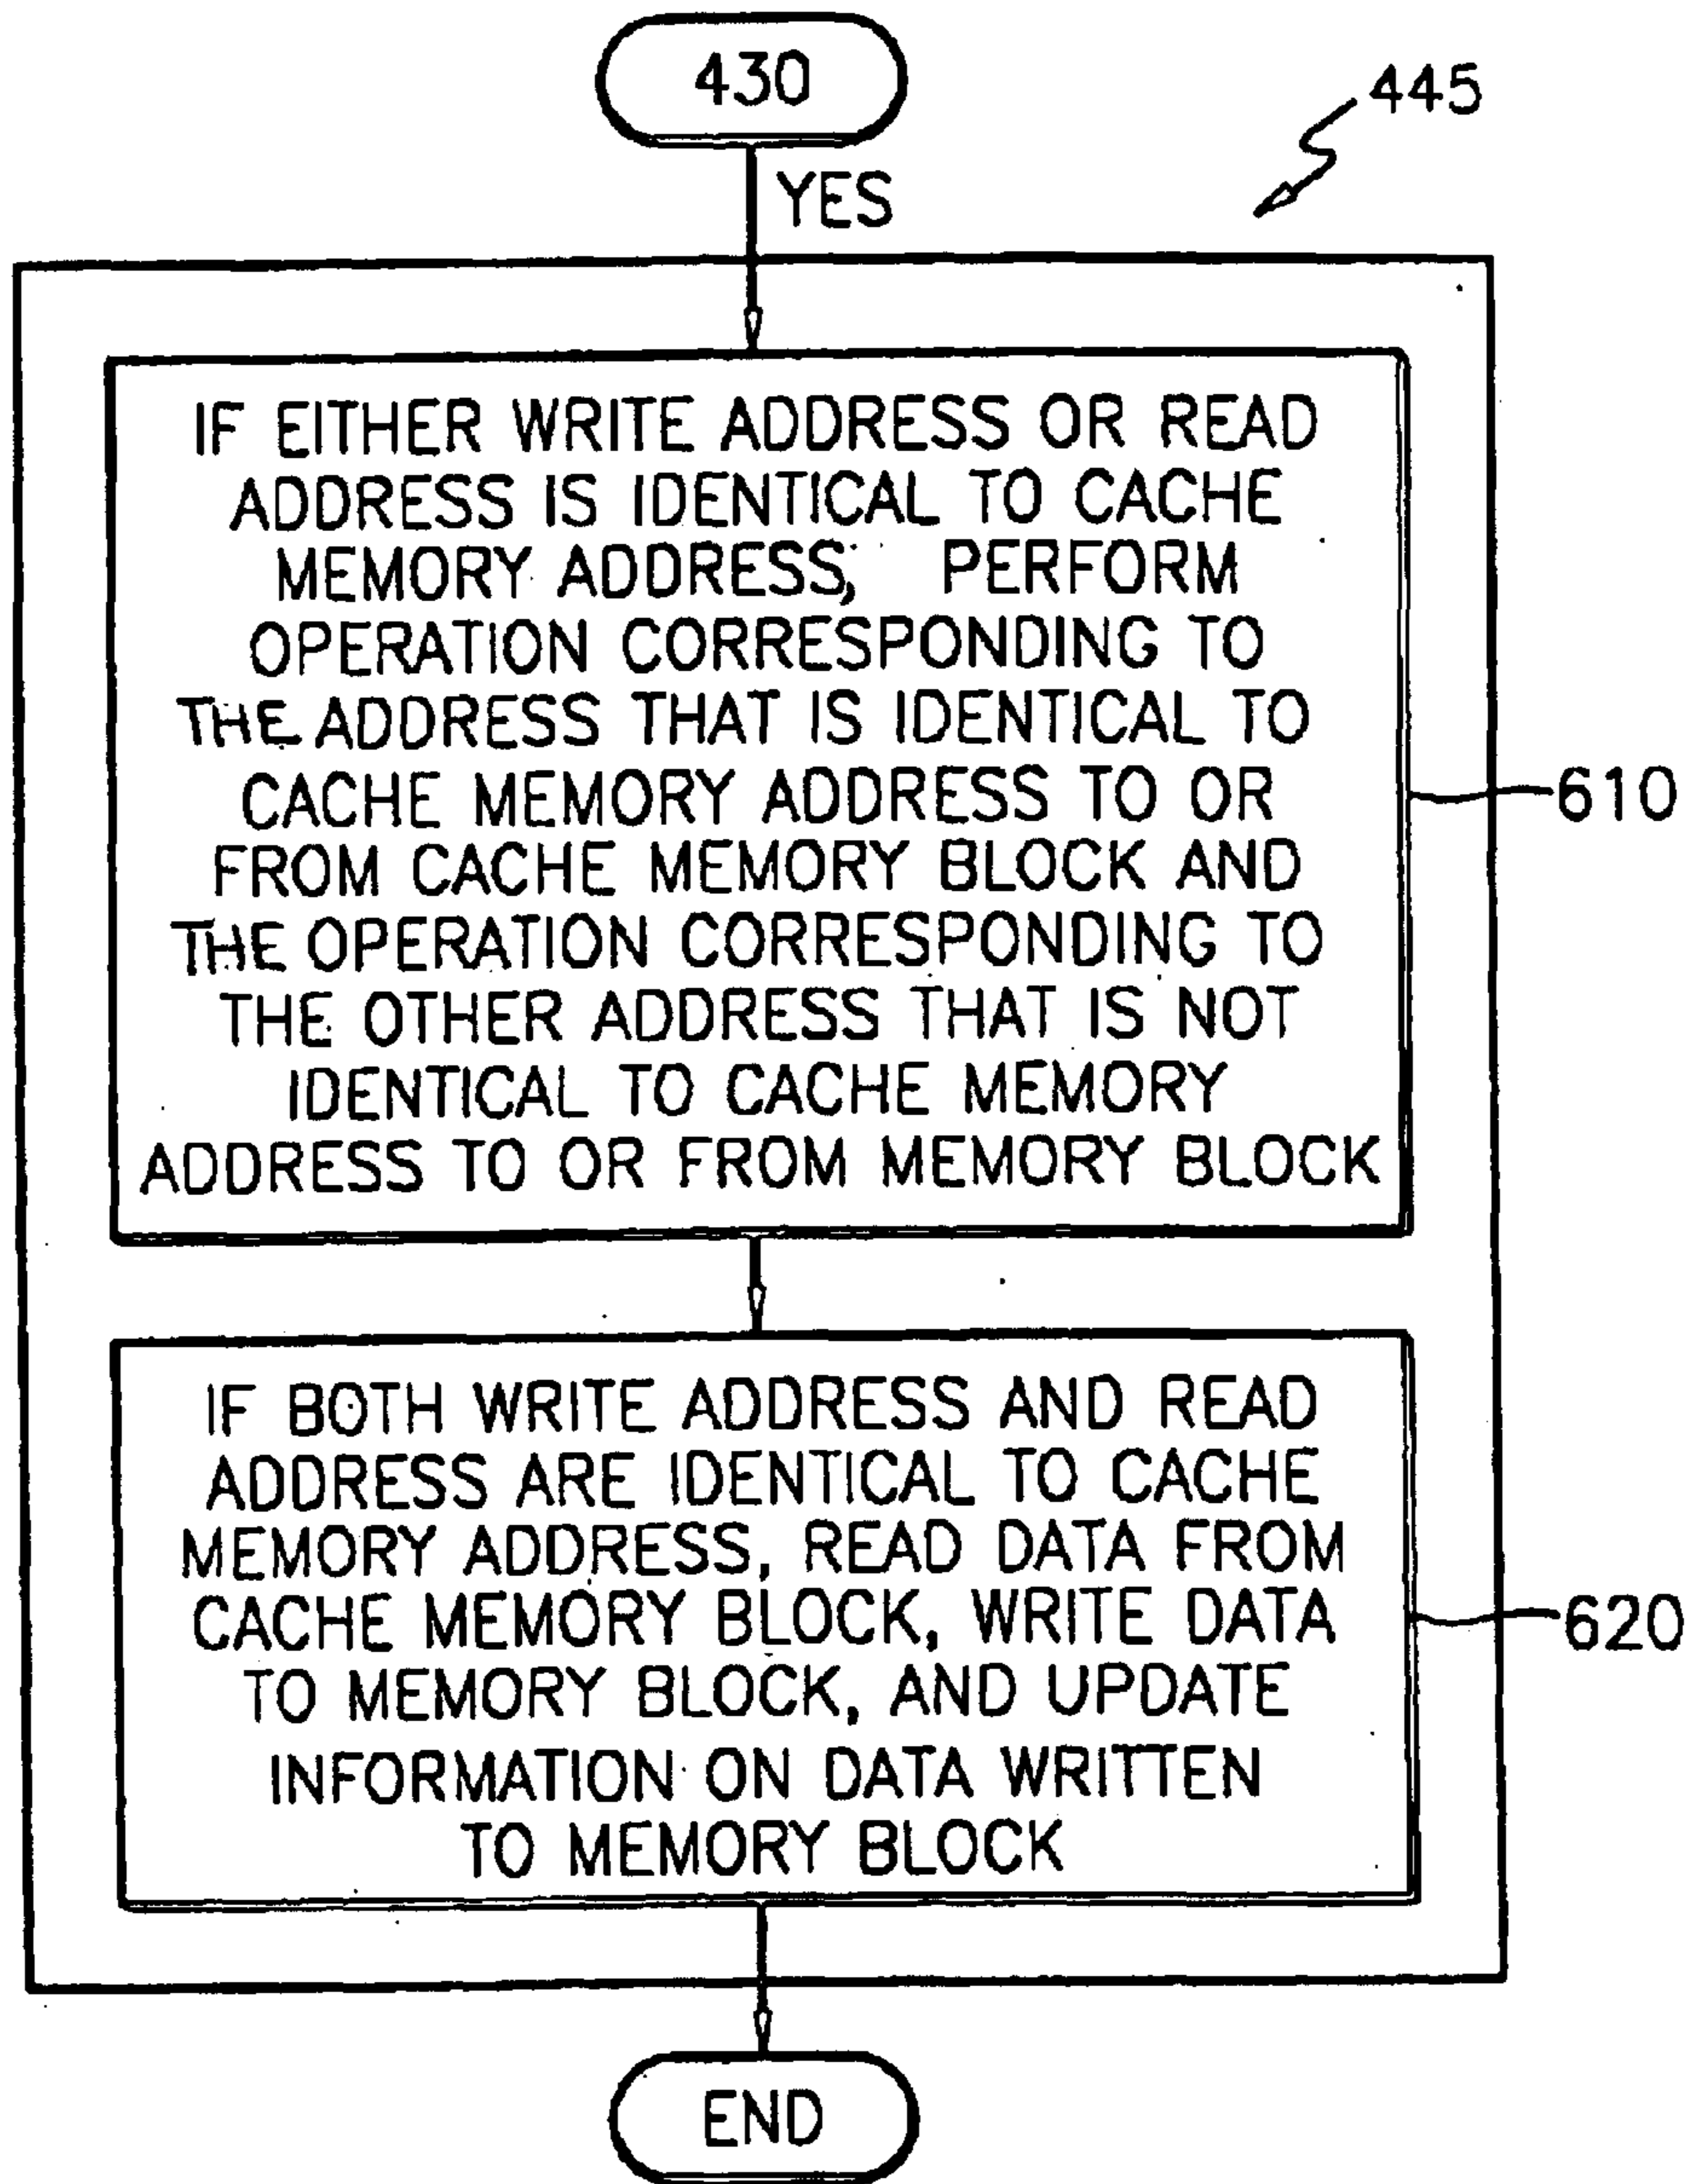 430
445
YES
IF EITHER WRITE ADDRESS OR READ
ADDRESS IS IDENTICAL TO CACHE
MEMORY ADDRESS, PERFORM
OPERATION CORRESPONDING TO
THE ADDRESS THAT IS IDENTICAL TO
CACHE MEMORY ADDRESS TO OR
FROM CACHE MEMORY BLOCK AND
THE OPERATION CORRESPONDING TO
THE OTHER ADDRESS THAT IS NOT
IDENTICAL TO CACHE MEMORY
ADDRESS TO OR FROM MEMORY BLOCK
610
IF BOTH WRITE ADDRESS AND READ
ADDRESS ARE IDENTICAL TO CACHE
MEMORY ADDRESS, READ DATA FROM
CACHE MEMORY BLOCK, WRITE DATA
TO MEMORY BLOCK, AND UPDATE
INFORMATION ON DATA WRITTEN
TO MEMORY BLOCK
620
END